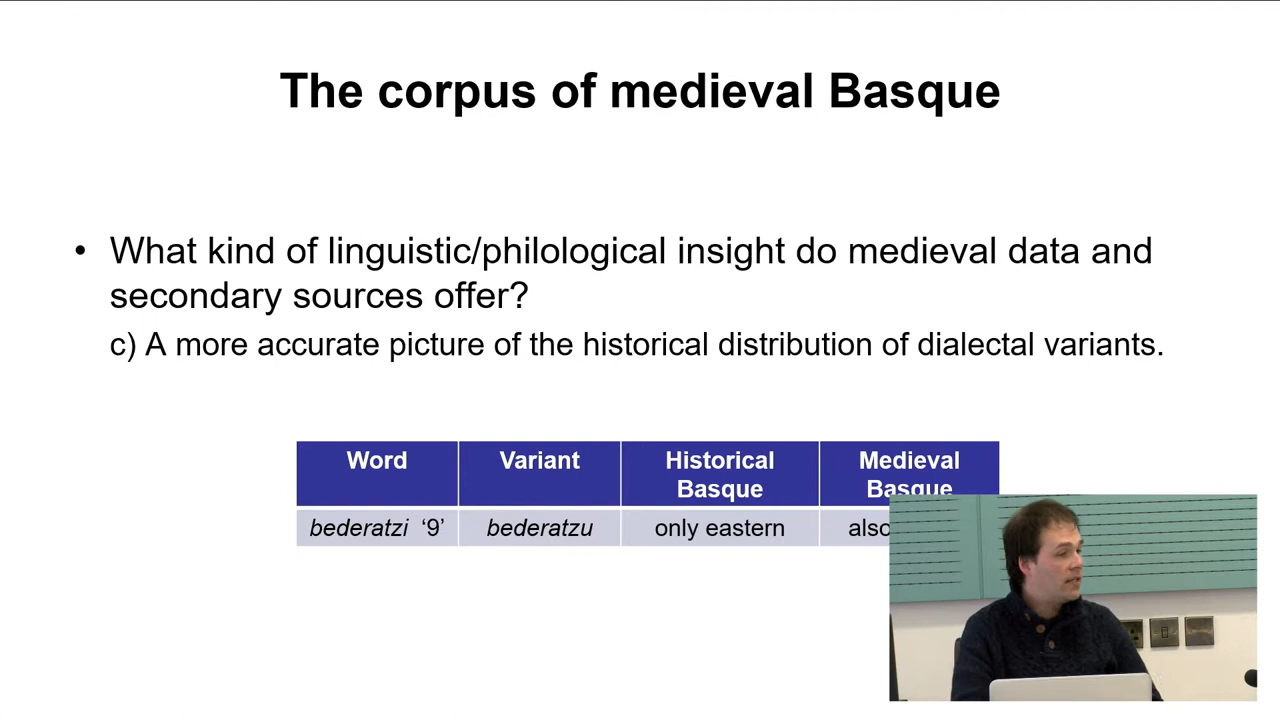 The corpus of medieval Basque
• What kind of linguistic/philological insight do medieval data and
secondary sources offer?
c) A more accurate picture of the historical distribution of dialectal variants.
Word Variant Historical Basque Medieval Basque
bederatzi ‘9’ bederatzu only eastern also